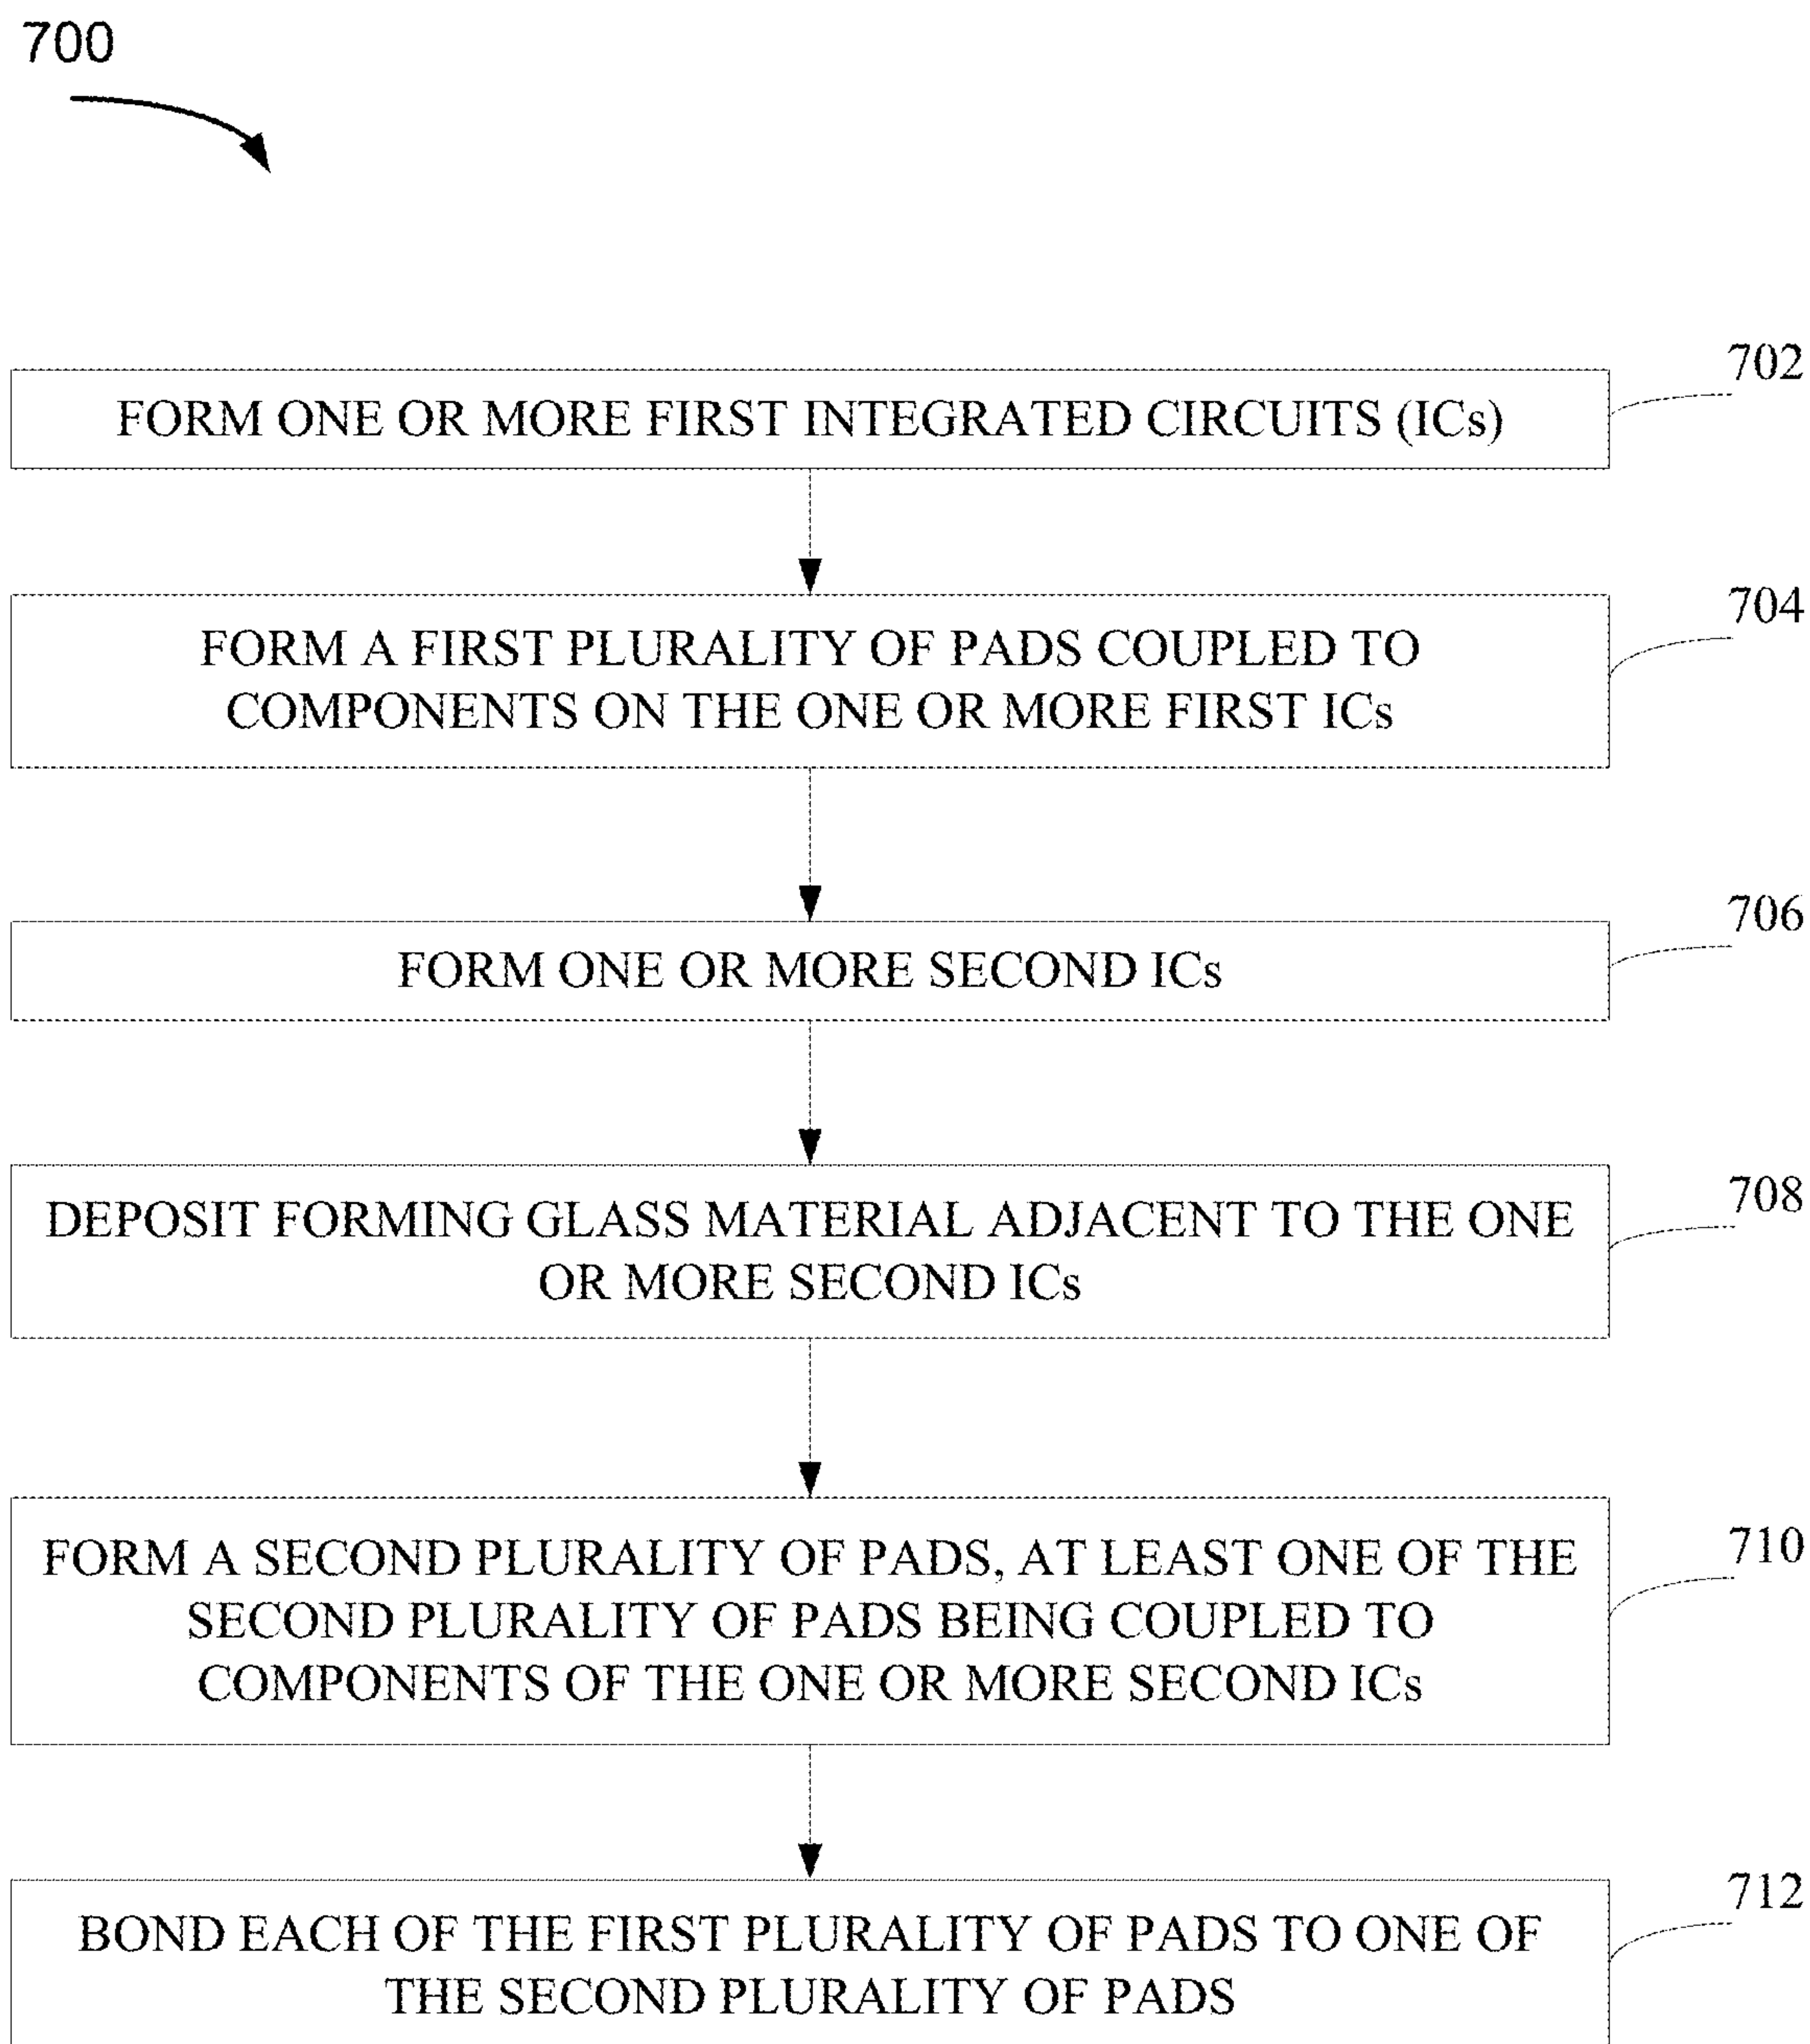 700
702
FORM ONE OR MORE FIRST INTEGRATED CIRCUITS (ICs)
704
FORM A FIRST PLURALITY OF PADS COUPLED TO
COMPONENTS ON THE ONE OR MORE FIRST ICs
706
FORM ONE OR MORE SECOND ICs
708
DEPOSIT FORMING GLASS MATERIAL ADJACENT TO THE ONE
OR MORE SECOND ICs
710
FORM A SECOND PLURALITY OF PADS, AT LEAST ONE OF THE
SECOND PLURALITY OF PADS BEING COUPLED TO
COMPONENTS OF THE ONE OR MORE SECOND ICs
712
BOND EACH OF THE FIRST PLURALITY OF PADS TO ONE OF
THE SECOND PLURALITY OF PADS